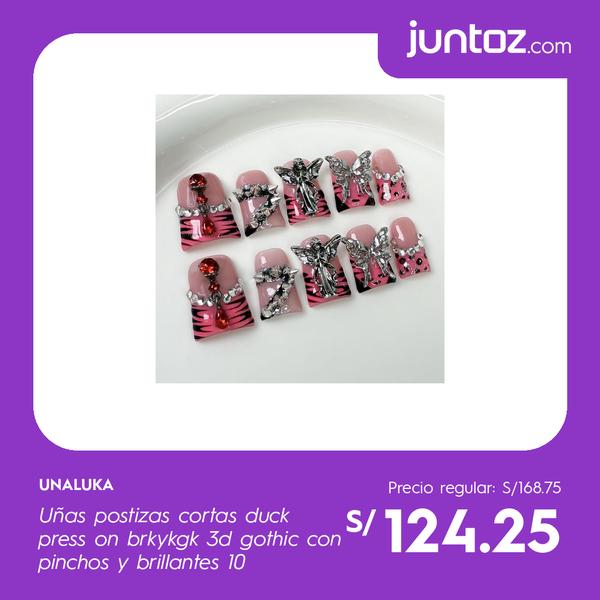 juntoz.com
UNALUKA
Uñas postizas cortas duck
press on brkykgk 3d gothic con
pinchos y brillantes 10
Precio regular: S/168.75
S/ 124.25